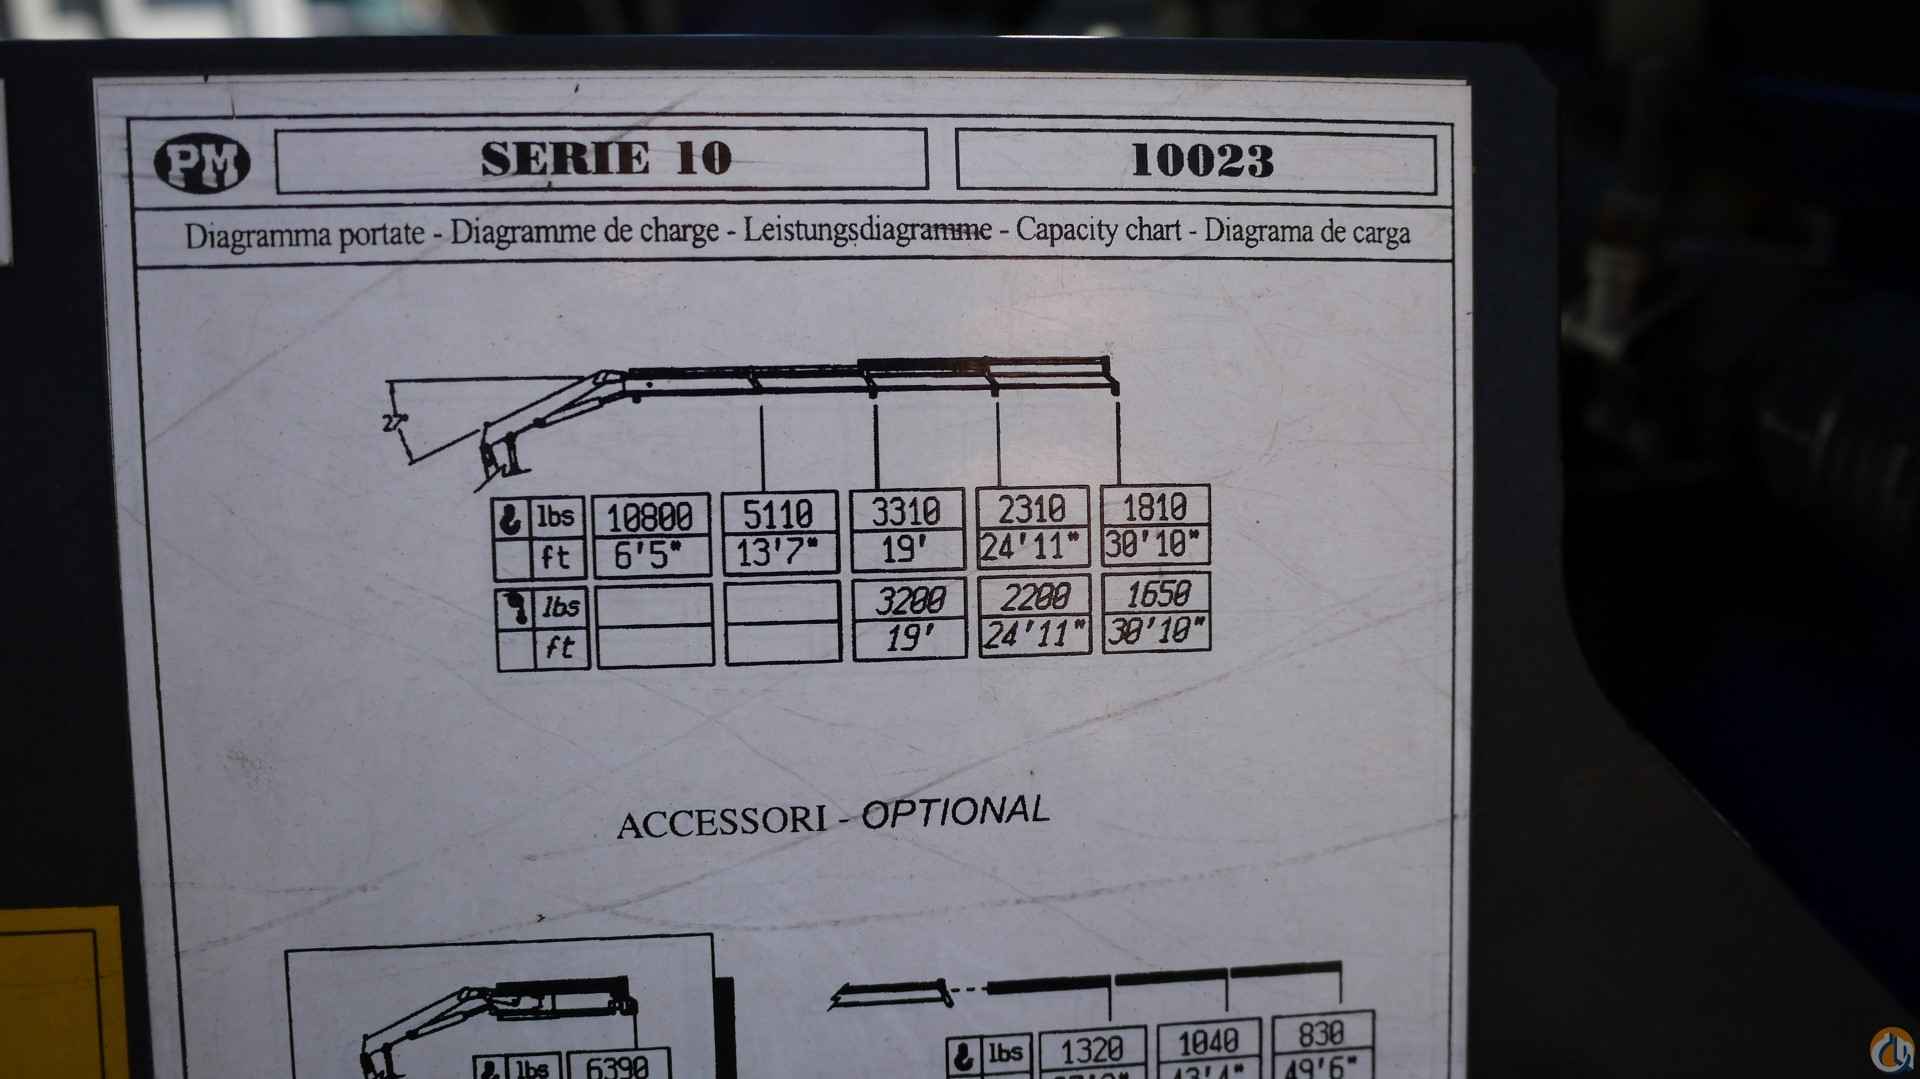 PM SERIE 10 10023
Diagramma portate - Diagramme de charge - Leistungsdiagramme - Capacity chart - Diagrama de carga
27°
lbs 10800 5110 3310 2310 1810
ft 6'5" 13'7" 19' 24'11" 30'10"
lbs 3200 2200 1650
ft 19' 24'11" 30'10"
ACCESSORI - OPTIONAL
lbs 1320 1040 830
43'4" 49'6"
lbs 6390